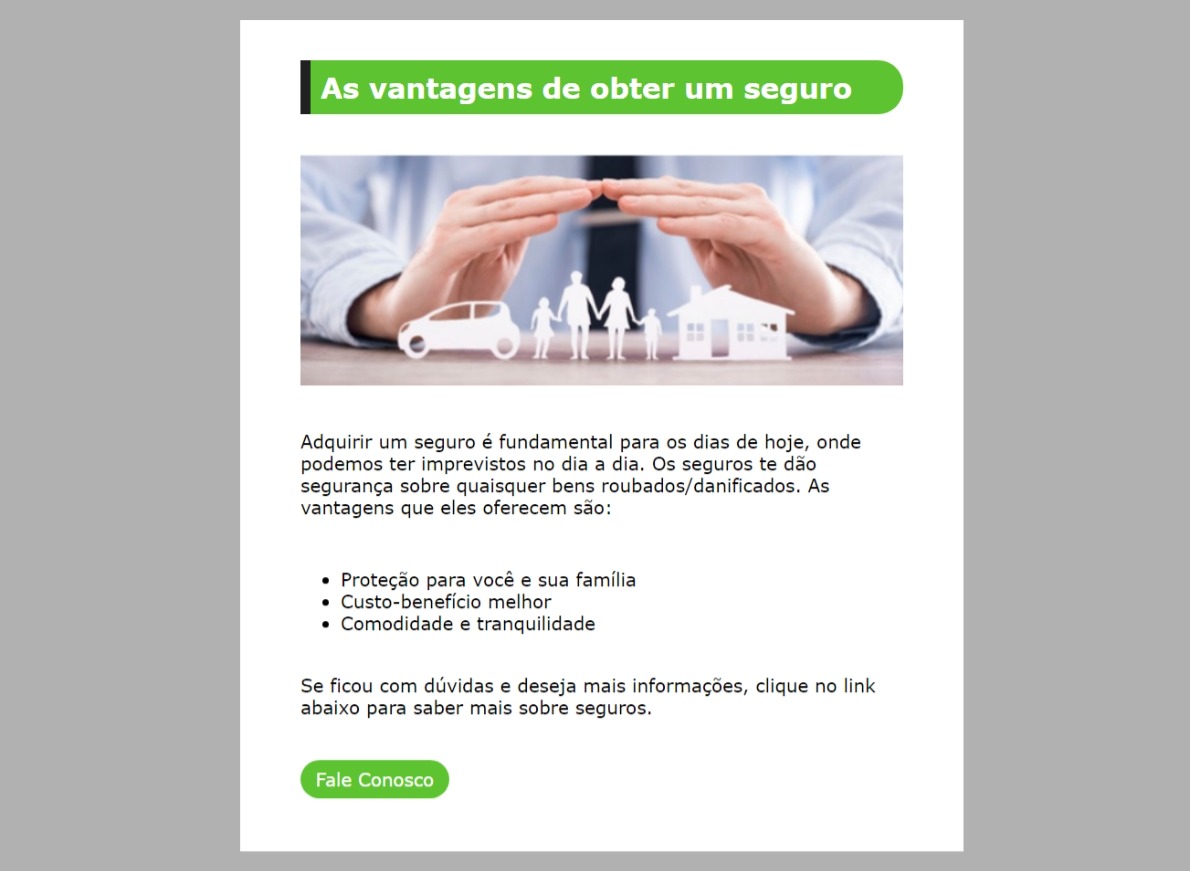 As vantagens de obter um seguro
Adquirir um seguro é fundamental para os dias de hoje, onde
podemos ter imprevistos no dia a dia. Os seguros te dão
segurança sobre quaisquer bens roubados/danificados. As
vantagens que eles oferecem são:
Proteção para você e sua família
Custo-benefício melhor
Comodidade e tranquilidade
Se ficou com dúvidas e deseja mais informações, clique no link
abaixo para saber mais sobre seguros.
Fale Conosco